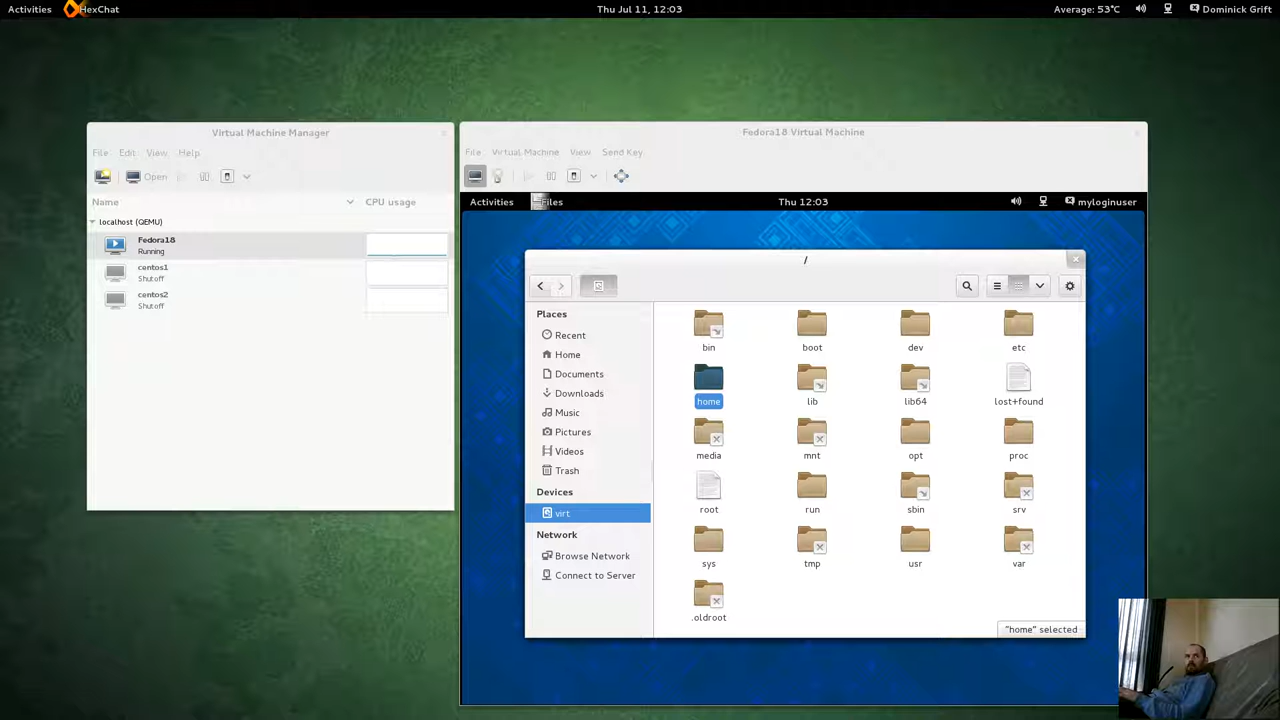 Activities HexChat Thu Jul 11, 12:03 Average: 53°C Dominick Grift
Virtual Machine Manager
File Edit View Help
Open
Name CPU usage
localhost (QEMU)
Fedora18
Running
centos1
Shutoff
centos2
Shutoff
Fedora18 Virtual Machine
File Virtual Machine View Send Key
Activities Files Thu 12:03 myloginuser
/
Places
Recent
Home
Documents
Downloads
Music
Pictures
Videos
Trash
Devices
virt
Network
Browse Network
Connect to Server
bin boot dev etc
home lib lib64 lost+found
media mnt opt proc
root run sbin srv
sys tmp usr var
.oldroot
"home" selected